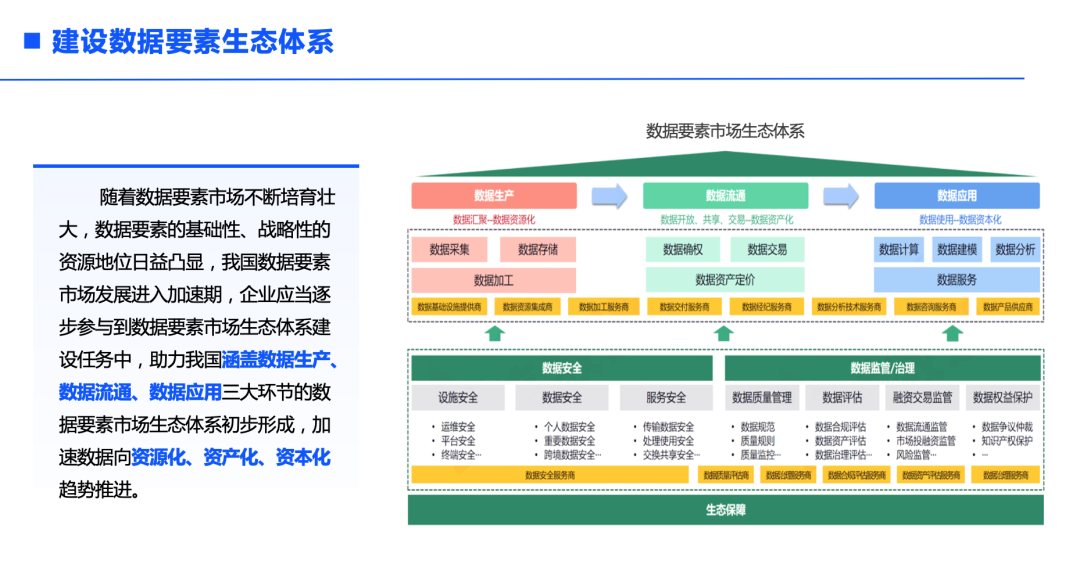 建设数据要素生态体系
随着数据要素市场不断培育壮
大，数据要素的基础性、战略性的
资源地位日益凸显，我国数据要素
市场发展进入加速期，企业应当逐
步参与到数据要素市场生态体系建
设任务中，助力我国涵盖数据生产、
数据流通、数据应用三大环节的数
据要素市场生态体系初步形成，加
速数据向资源化、资产化、资本化
趋势推进。
数据要素市场生态体系
数据生产 数据流通 数据应用
数据汇聚--数据资源化 数据开放、共享、交易--数据资产化 数据使用--数据资本化
数据采集 数据存储 数据确权 数据交易 数据计算 数据建模 数据分析
数据加工 数据资产定价 数据服务
数据基础设施提供商 数据资源集成商 数据加工服务商 数据交付服务商 数据经纪服务商 数据分析技术服务商 数据咨询服务商 数据产品供应商
数据安全 数据监管/治理
设施安全 数据安全 服务安全 数据质量管理 数据评估 融资交易监管 数据权益保护
• 运维安全 • 个人数据安全 • 传输数据安全 • 数据规范 • 数据合规评估 • 数据流通监管 • 数据争议仲裁
• 平台安全 • 重要数据安全 • 处理使用安全 • 质量规则 • 数据资产评估 • 市场投融资监管 • 知识产权保护
• 终端安全… • 跨境数据安全… • 交换共享安全… • 质量监控… • 数据治理评估… • 风险监管… • …
数据安全服务商 数据质量评估商 数据治理服务商 数据合规评估服务商 数据资产评估服务商 数据治理服务商
生态保障